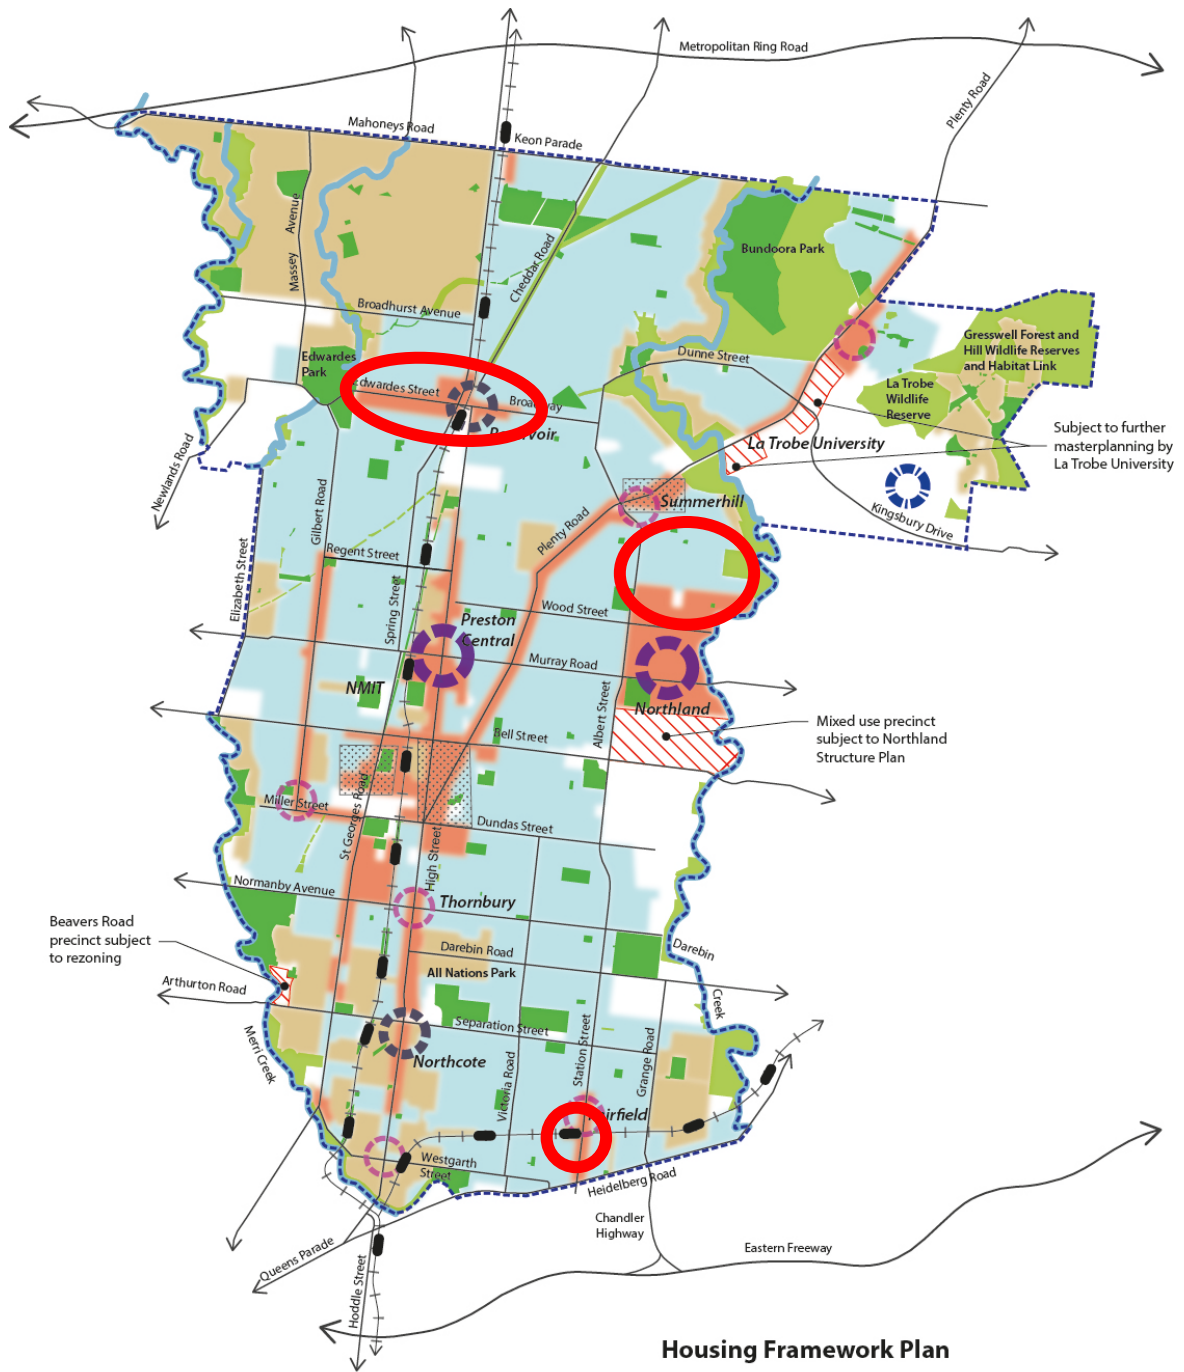 Metropolitan Ring Road
Plenty Road
Mahoneys Road
Keon Parade
Massey Avenue
Cheddar Road
Bundoora Park
Broadhurst Avenue
Gresswell Forest and
Hill Wildlife Reserves
and Habitat Link
Edwardes
Park
Dunne Street
La Trobe
Wildlife
Reserve
Edwardes Street
Broadway
Reservoir
La Trobe University
Subject to further
masterplanning by
La Trobe University
Newlands Road
Summerhill
Gilbert Road
Plenty Road
Kingsbury Drive
Elizabeth Street
Regent Street
Spring Street
Wood Street
Preston
Central
Murray Road
NMIT
Albert Street
Northland
Bell Street
Mixed use precinct
subject to Northland
Structure Plan
Miller Street
St Georges Road
High Street
Dundas Street
Normanby Avenue
Thornbury
Beavers Road
precinct subject
to rezoning
Darebin Road
Darebin
Creek
All Nations Park
Arthurton Road
Separation Street
Merri Creek
Northcote
Victoria Road
Station Street
Grange Road
Fairfield
Westgarth
Street
Heidelberg Road
Chandler
Highway
Queens Parade
Hoddle Street
Eastern Freeway
Housing Framework Plan